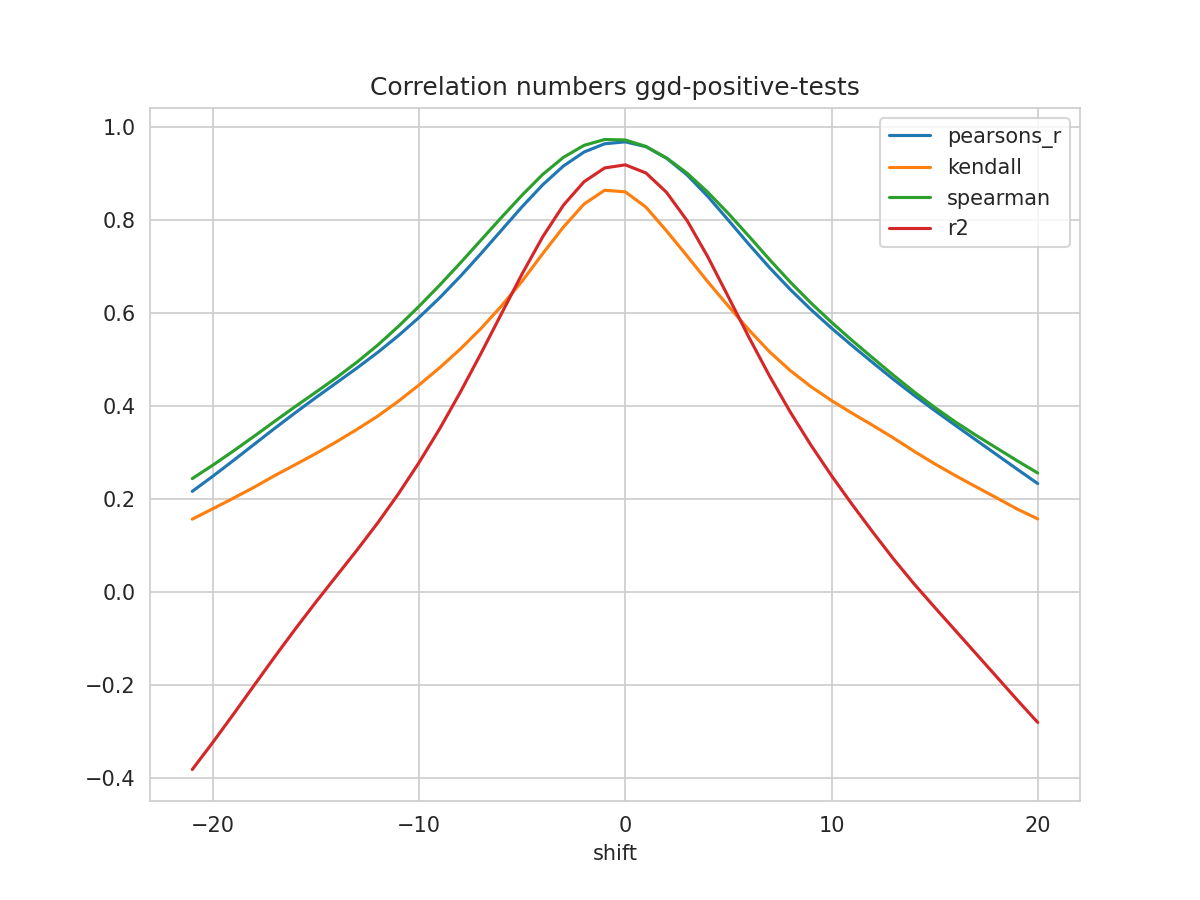 Correlation numbers ggd-positive-tests
1.0
0.8
0.6
0.4
0.2
0.0
−0.2
−0.4
pearsons_r
kendall
spearman
r2
−20
−10
0
10
20
shift